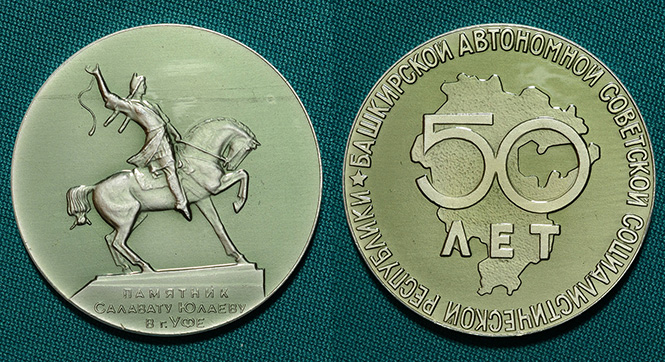 ПАМЯТНИК
САЛАВАТУ ЮЛАЕВУ
В г. УФЕ
★ БАШКИРСКОЙ АВТОНОМНОЙ СОВЕТСКОЙ СОЦИАЛИСТИЧЕСКОЙ РЕСПУБЛИКИ
50
ЛЕТ